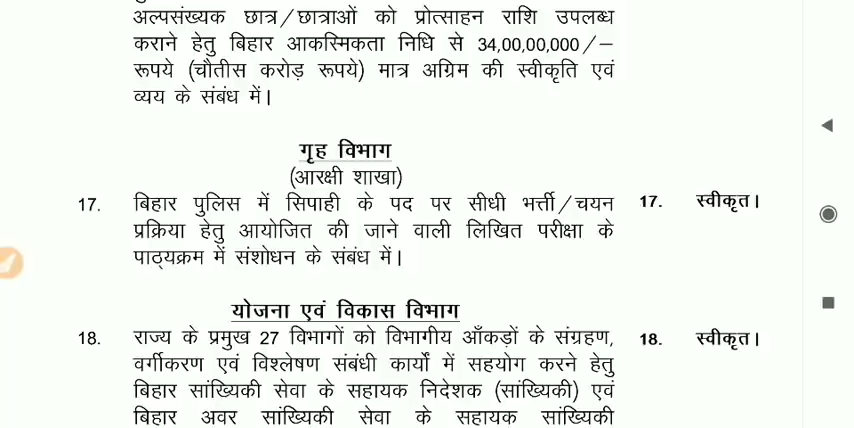 अल्पसंख्यक छात्र/छात्राओं को प्रोत्साहन राशि उपलब्ध
कराने हेतु बिहार आकस्मिकता निधि से 34,00,00,000/–
रूपये (चौतीस करोड़ रूपये) मात्र अग्रिम की स्वीकृति एवं
व्यय के संबंध में।
गृह विभाग
(आरक्षी शाखा)
17. बिहार पुलिस में सिपाही के पद पर सीधी भर्त्ती/चयन 17. स्वीकृत।
प्रक्रिया हेतु आयोजित की जाने वाली लिखित परीक्षा के
पाठ्यक्रम में संशोधन के संबंध में।
योजना एवं विकास विभाग
18. राज्य के प्रमुख 27 विभागों को विभागीय आँकड़ों के संग्रहण, 18. स्वीकृत।
वर्गीकरण एवं विश्लेषण संबंधी कार्यों में सहयोग करने हेतु
बिहार सांख्यिकी सेवा के सहायक निदेशक (सांख्यिकी) एवं
बिहार अवर सांख्यिकी सेवा के सहायक सांख्यिकी